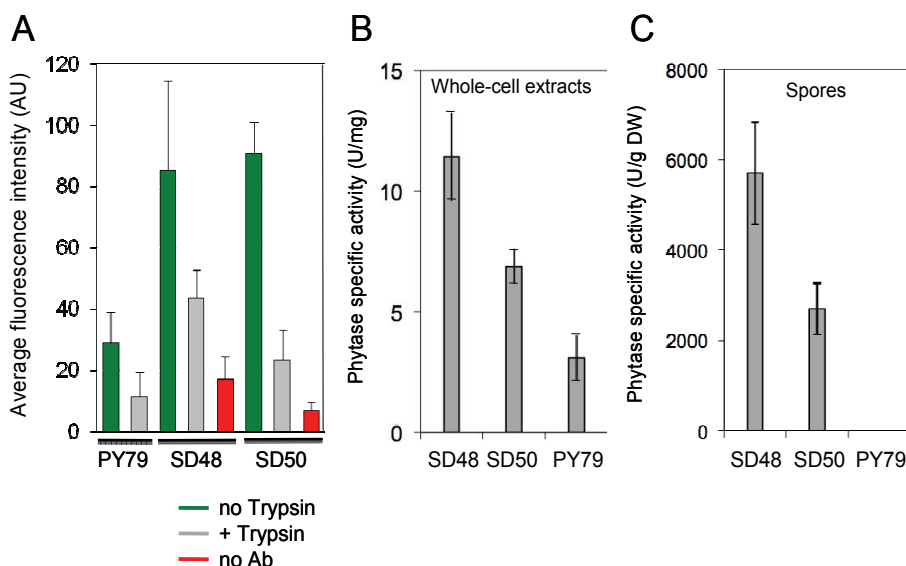 A
Average fluorescence intensity (AU)
120
100
80
60
40
20
0
PY79 SD48 SD50
no Trypsin
+ Trypsin
no Ab
B
Phytase specific activity (U/mg)
15
10
5
0
Whole-cell extracts
SD48 SD50 PY79
C
Phytase specific activity (U/g DW)
8000
6000
4000
2000
0
Spores
SD48 SD50 PY79